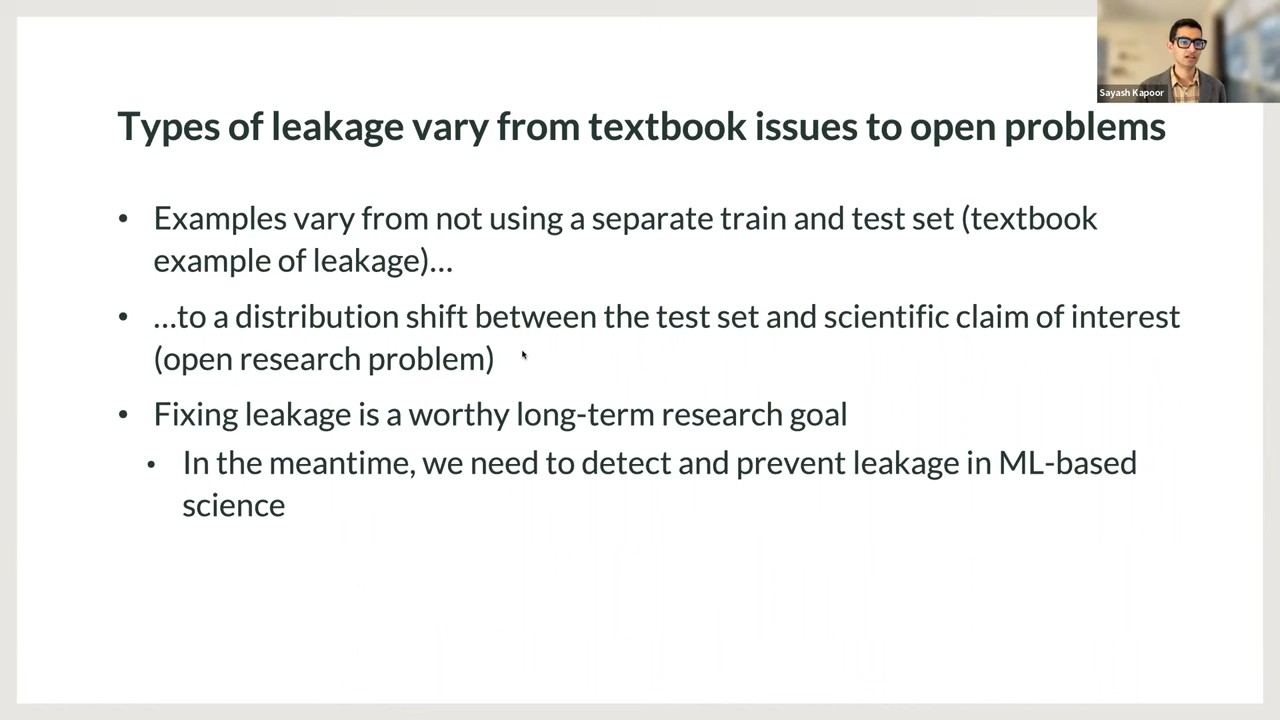 Sayash Kapoor
Types of leakage vary from textbook issues to open problems
• Examples vary from not using a separate train and test set (textbook
example of leakage)…
• …to a distribution shift between the test set and scientific claim of interest
(open research problem)
• Fixing leakage is a worthy long-term research goal
• In the meantime, we need to detect and prevent leakage in ML-based
science